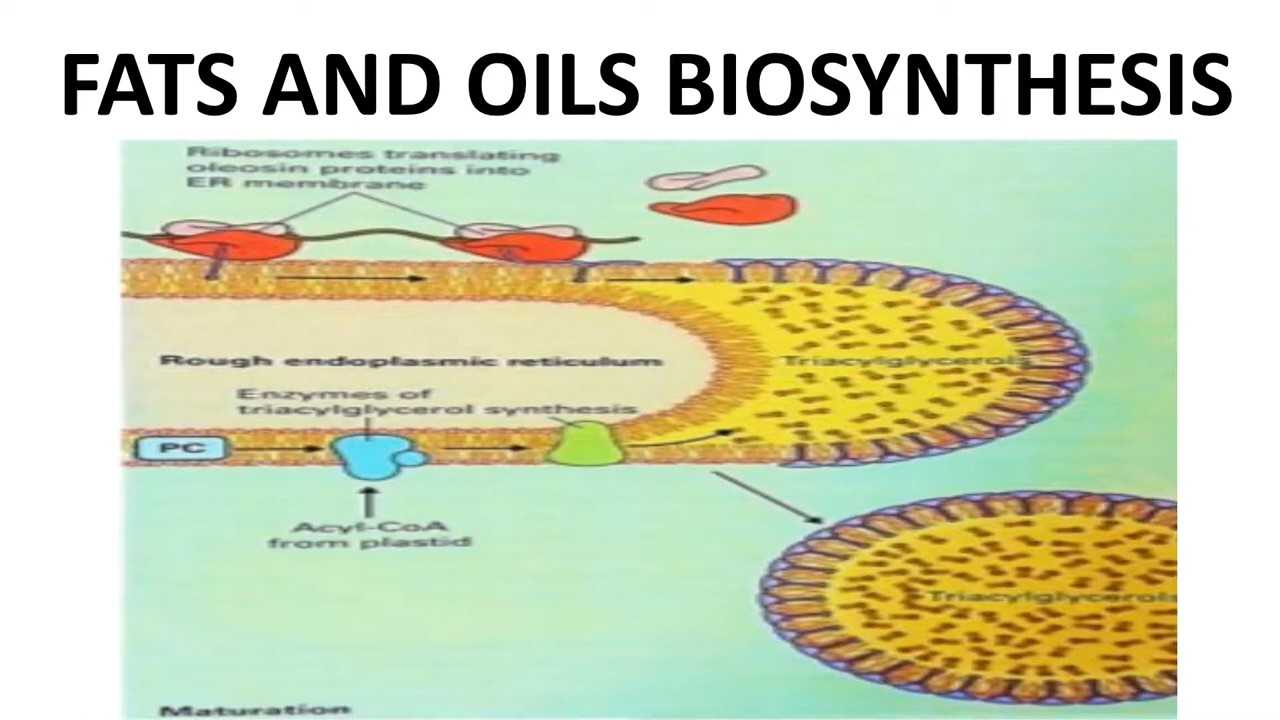 FATS AND OILS BIOSYNTHESIS
Ribosomes translating
oleosin proteins into
ER membrane
Rough endoplasmic reticulum
Triacylglycerols
Enzymes of
triacylglycerol synthesis
PC
Acyl-CoA
from plastid
Triacylglycerols
Maturation